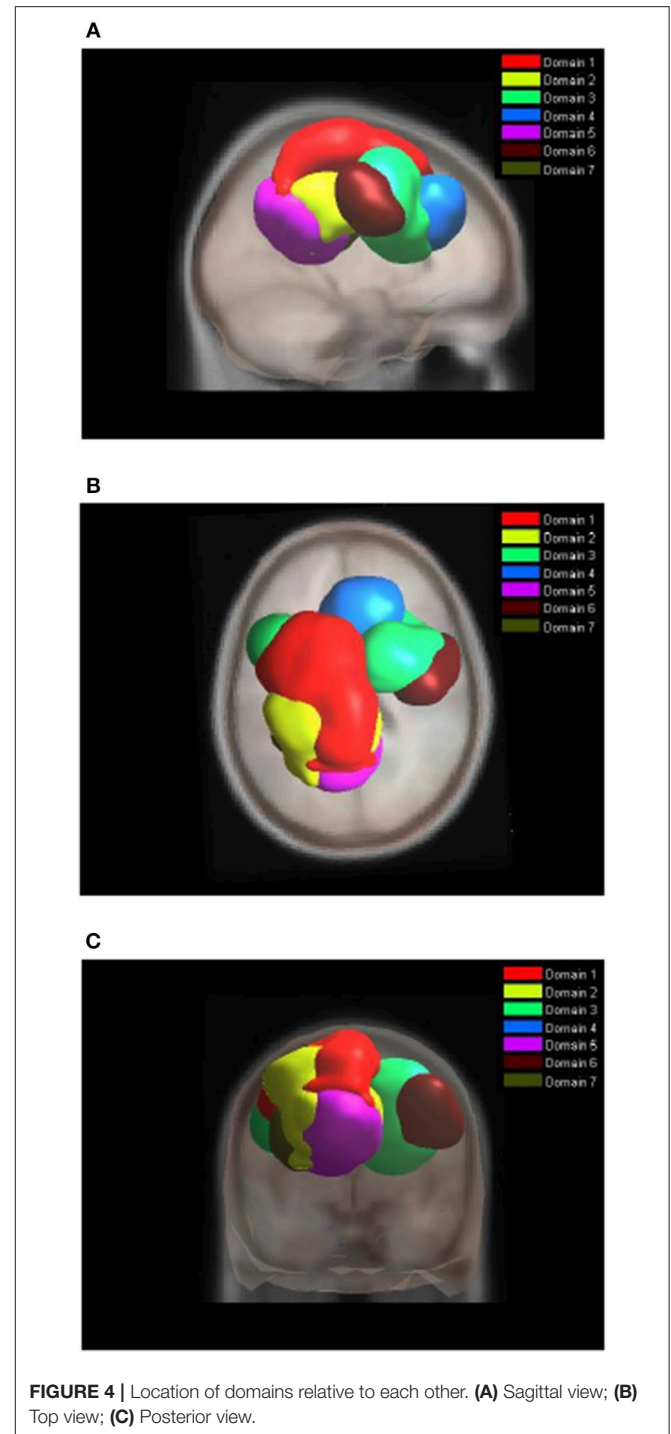 A
Domain 1
Domain 2
Domain 3
Domain 4
Domain 5
Domain 6
Domain 7
B
Domain 1
Domain 2
Domain 3
Domain 4
Domain 5
Domain 6
Domain 7
C
Domain 1
Domain 2
Domain 3
Domain 4
Domain 5
Domain 6
Domain 7
FIGURE 4 | Location of domains relative to each other. (A) Sagittal view; (B)
Top view; (C) Posterior view.